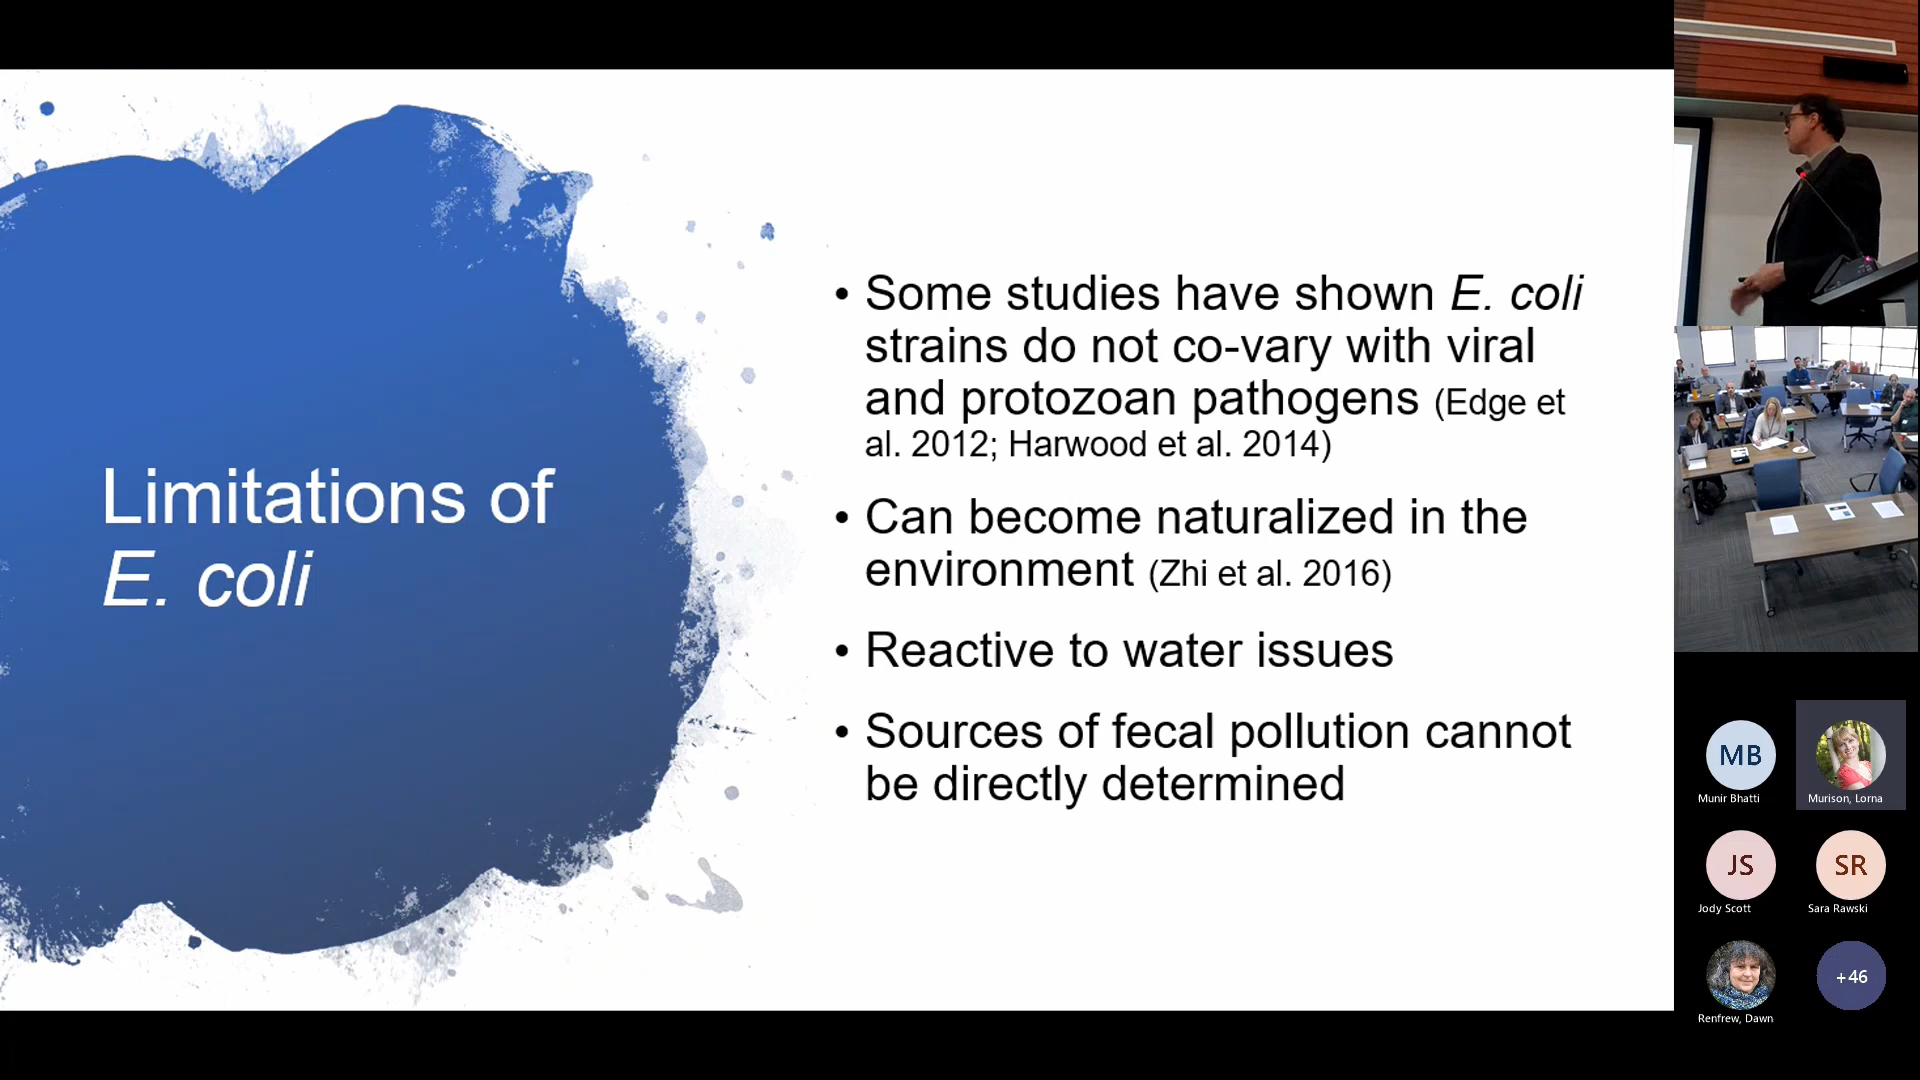 Limitations of
E. coli
• Some studies have shown E. coli
strains do not co-vary with viral
and protozoan pathogens (Edge et
al. 2012; Harwood et al. 2014)
• Can become naturalized in the
environment (Zhi et al. 2016)
• Reactive to water issues
• Sources of fecal pollution cannot
be directly determined
MB
Munir Bhatti
Murison, Lorna
JS
Jody Scott
SR
Sara Rawski
Renfrew, Dawn
+46